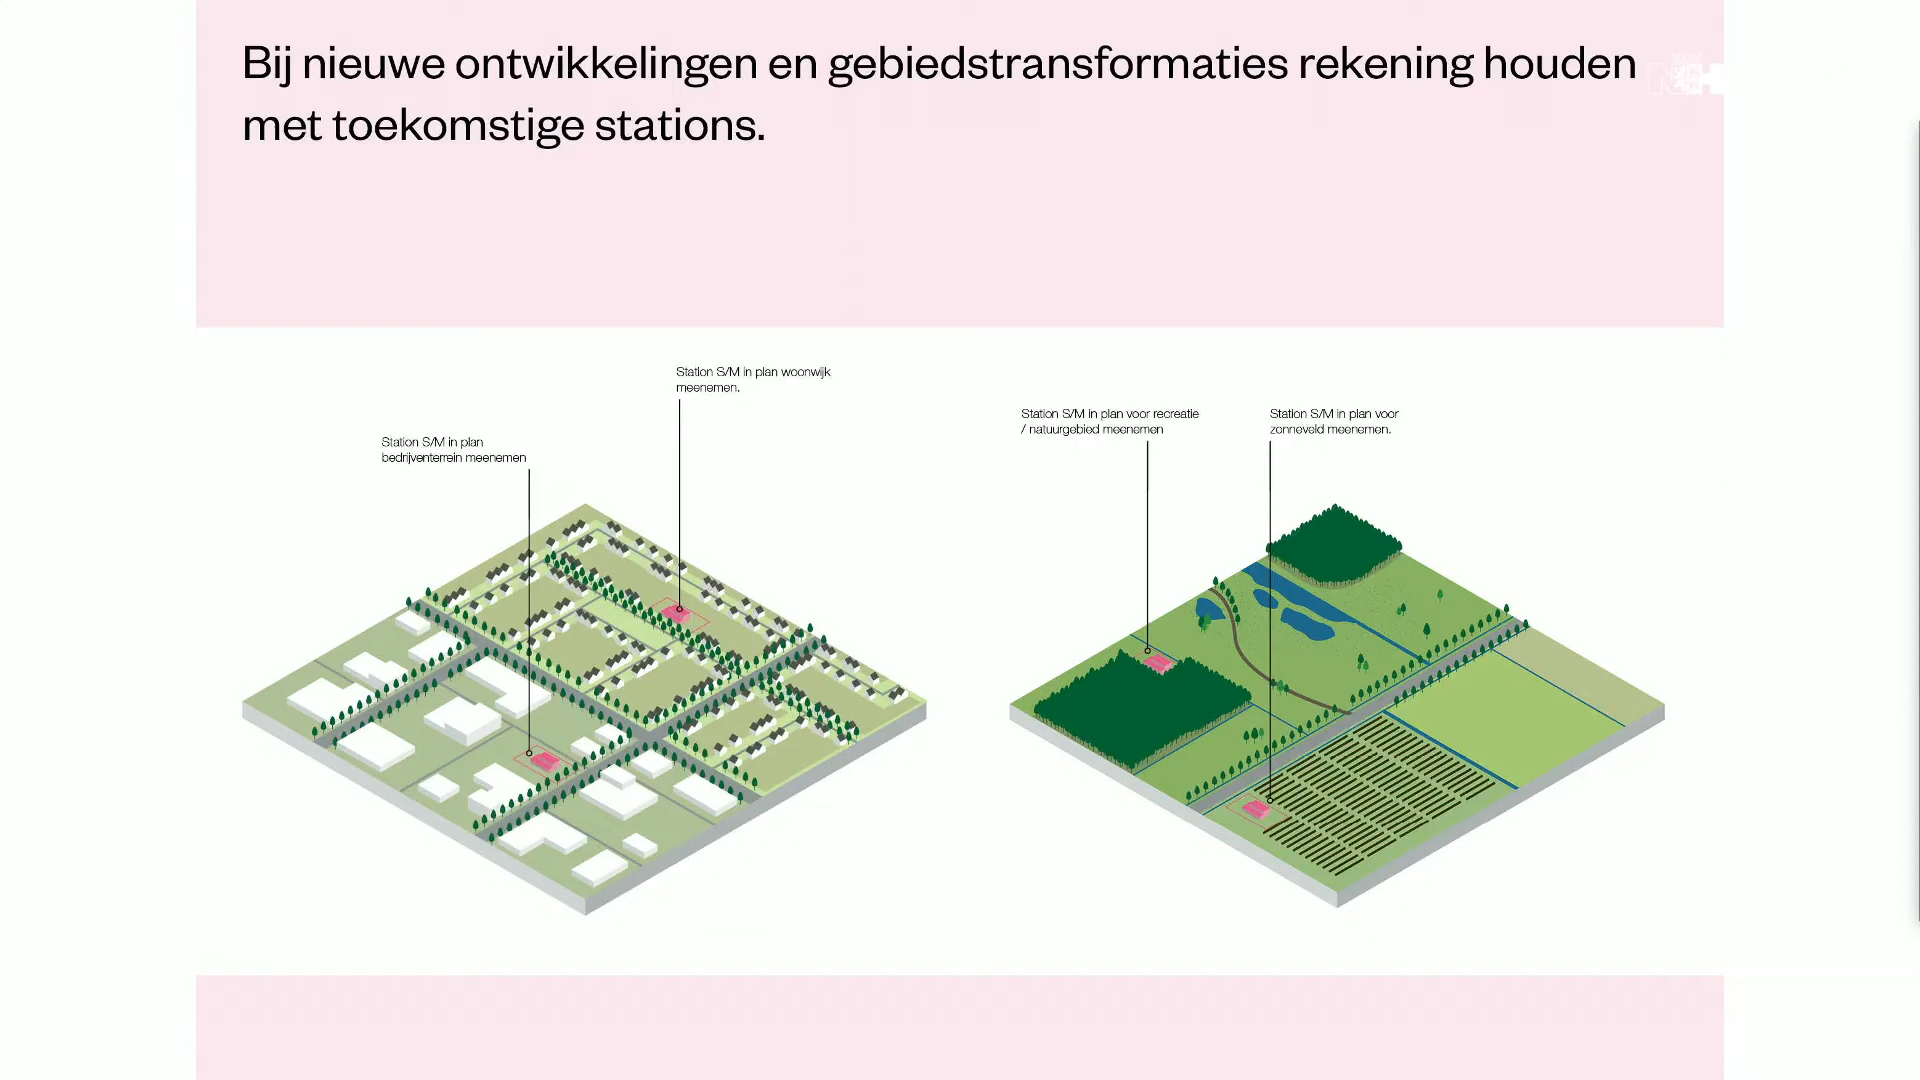 Bij nieuwe ontwikkelingen en gebiedstransformaties rekening houden
met toekomstige stations.
Station S/M in plan woonwijk
meenemen.
Station S/M in plan
bedrijventerrein meenemen
Station S/M in plan voor recreatie
/ natuurgebied meenemen
Station S/M in plan voor
zonneveld meenemen.